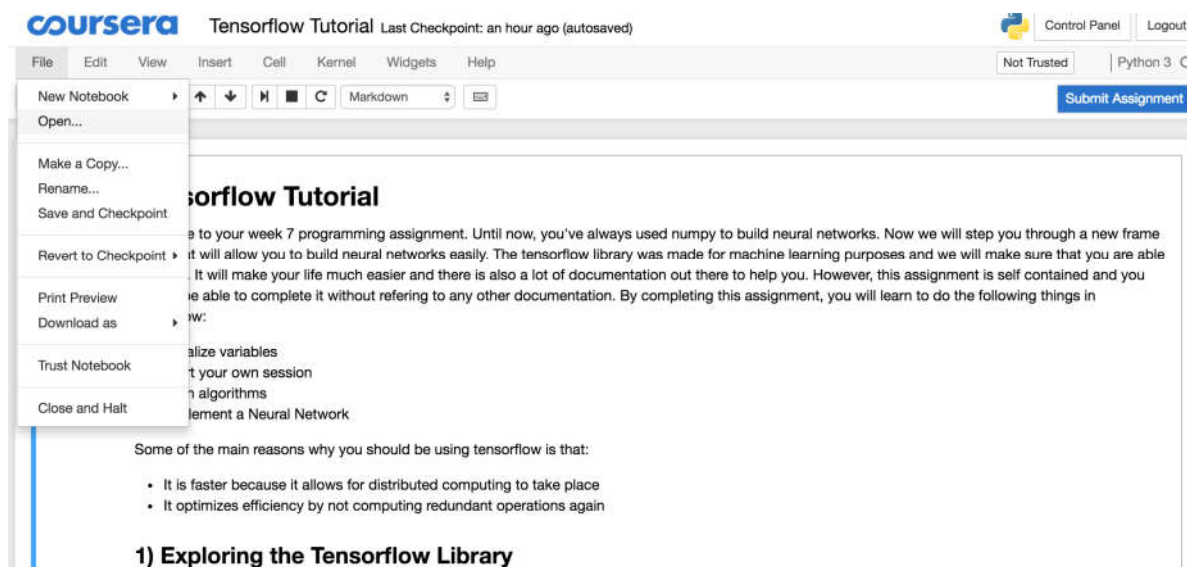 coursera Tensorflow Tutorial Last Checkpoint: an hour ago (autosaved) Control Panel Logout
File Edit View Insert Cell Kernel Widgets Help Not Trusted Python 3
New Notebook Markdown Submit Assignment
Open...
Make a Copy...
Rename...
Save and Checkpoint
Revert to Checkpoint
Print Preview
Download as
Trust Notebook
Close and Halt
sorflow Tutorial
e to your week 7 programming assignment. Until now, you've always used numpy to build neural networks. Now we will step you through a new frame
t will allow you to build neural networks easily. The tensorflow library was made for machine learning purposes and we will make sure that you are able
. It will make your life much easier and there is also a lot of documentation out there to help you. However, this assignment is self contained and you
be able to complete it without refering to any other documentation. By completing this assignment, you will learn to do the following things in
ow:
alize variables
t your own session
n algorithms
lement a Neural Network
Some of the main reasons why you should be using tensorflow is that:
• It is faster because it allows for distributed computing to take place
• It optimizes efficiency by not computing redundant operations again
1) Exploring the Tensorflow Library